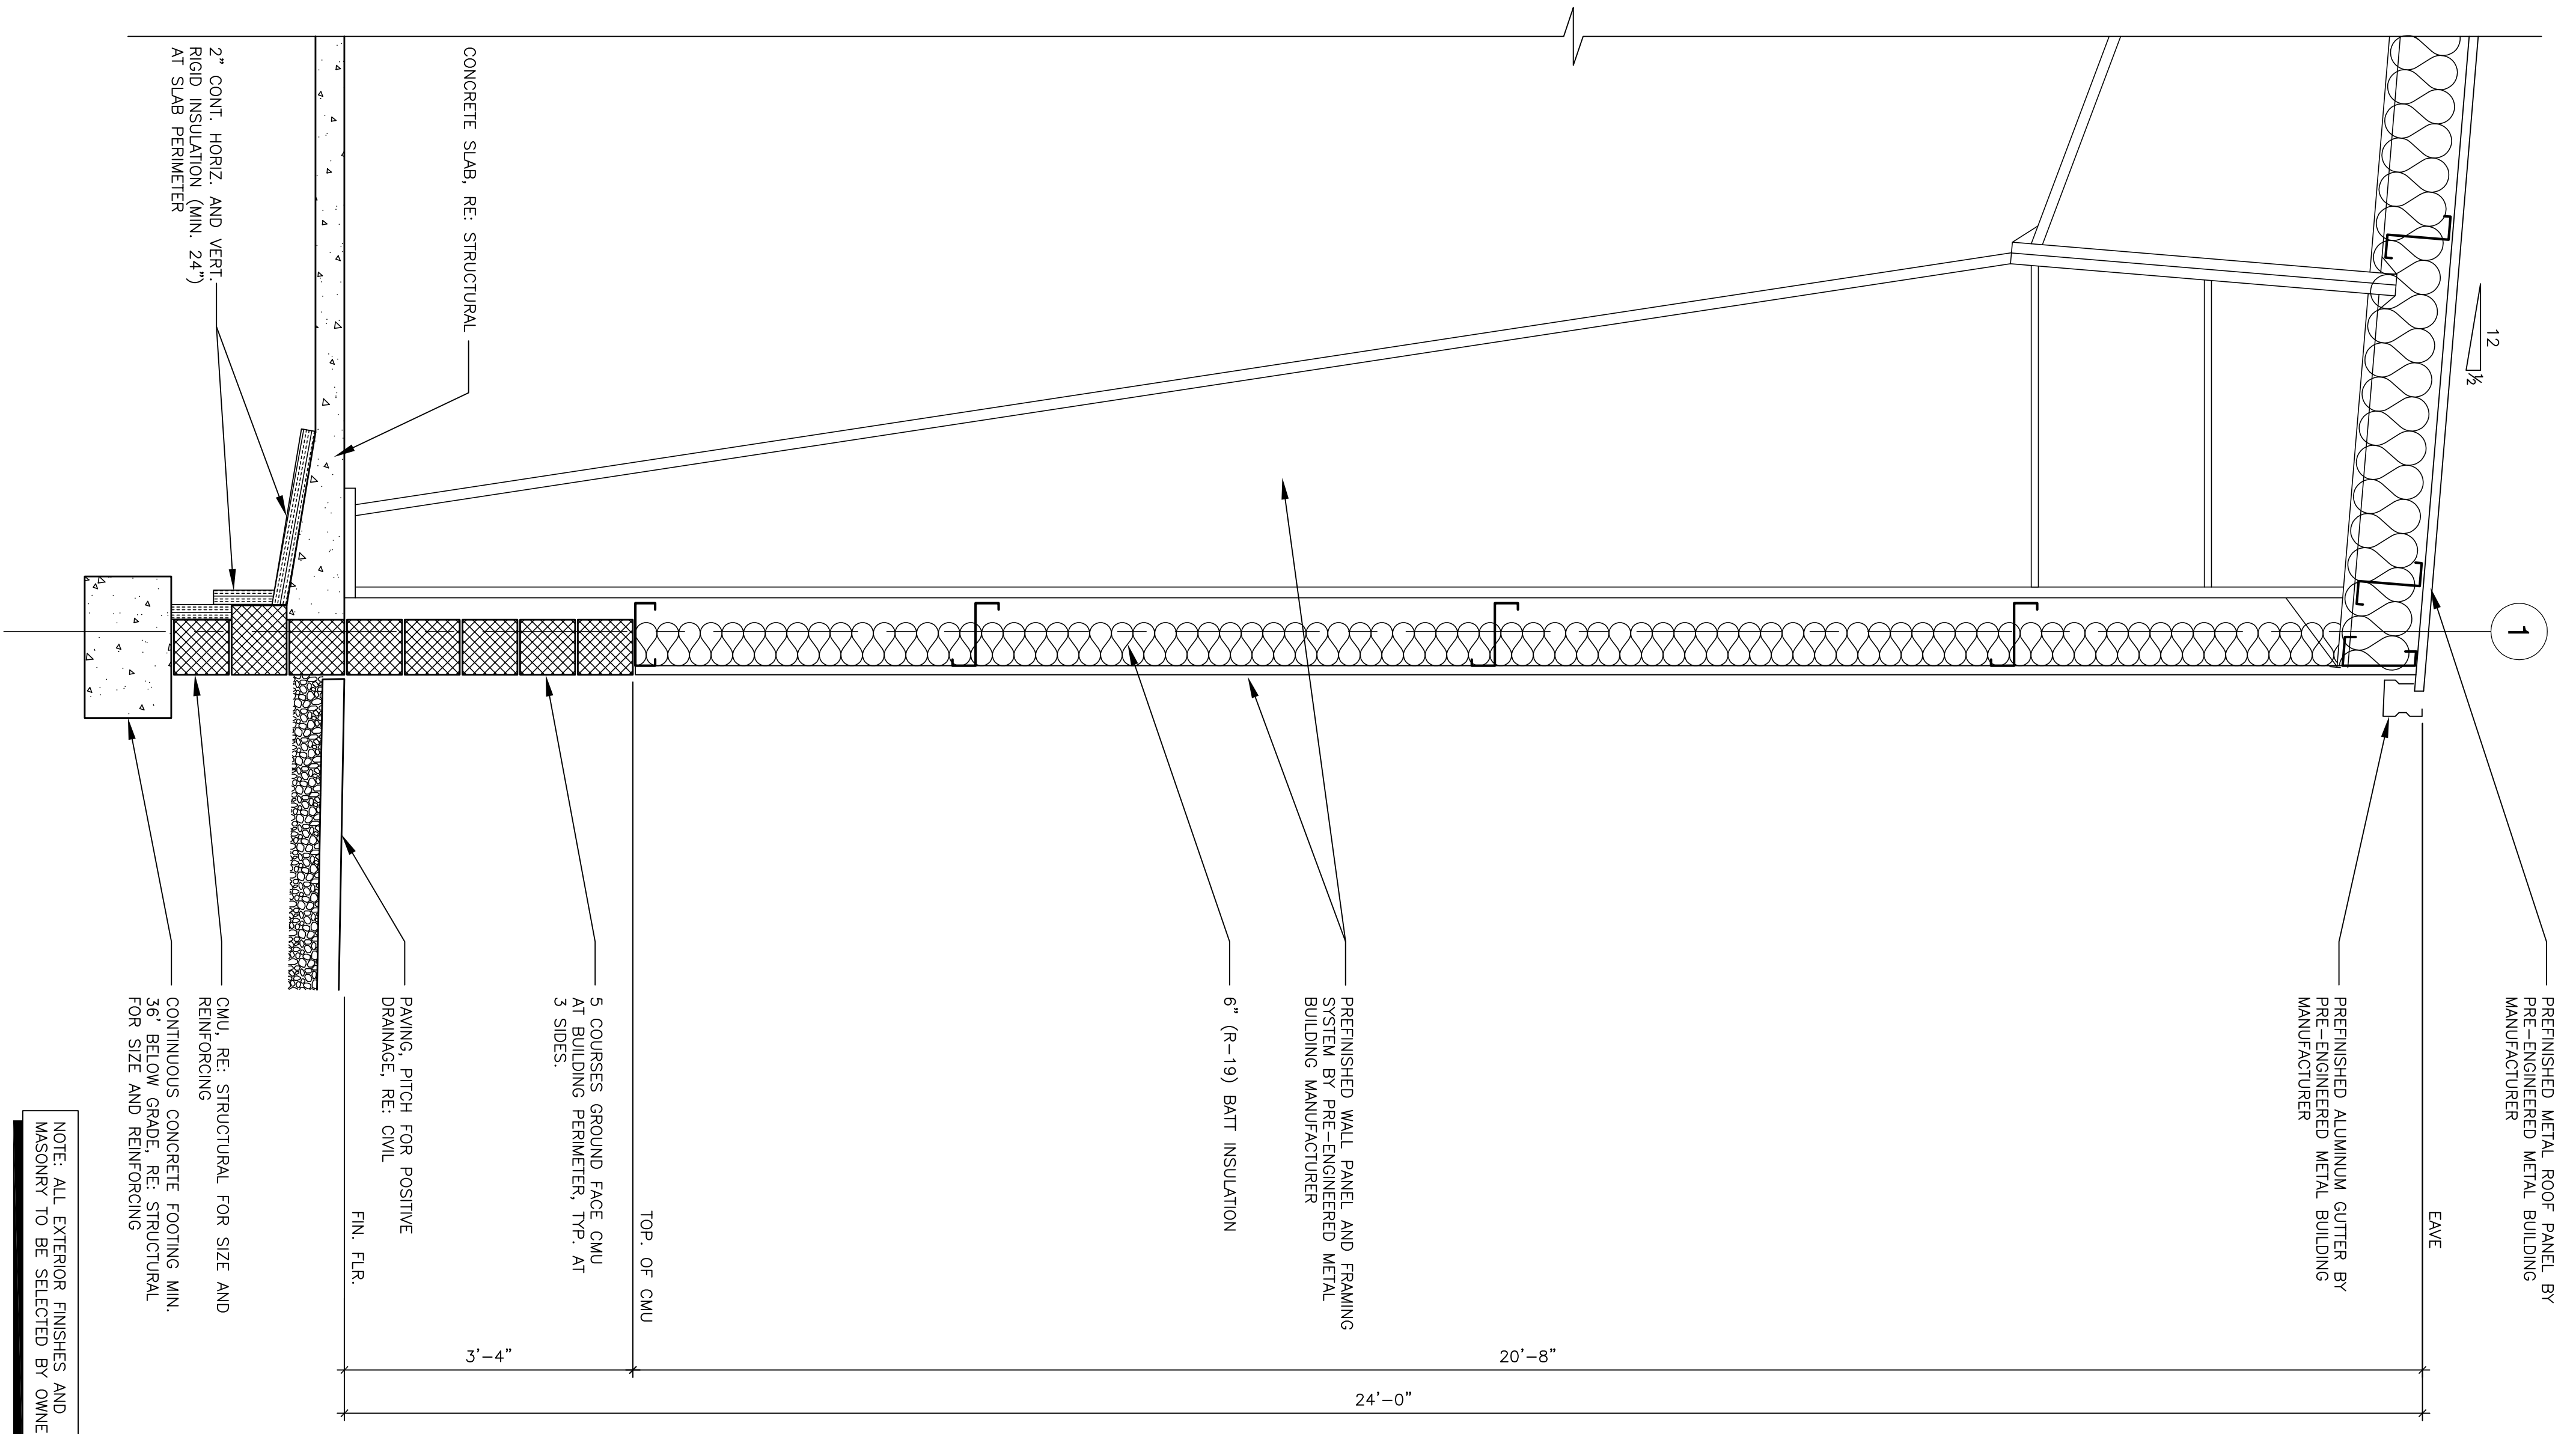 1
12
½
PREFINISHED METAL ROOF PANEL BY
PRE-ENGINEERED METAL BUILDING
MANUFACTURER
EAVE
PREFINISHED ALUMINUM GUTTER BY
PRE-ENGINEERED METAL BUILDING
MANUFACTURER
PREFINISHED WALL PANEL AND FRAMING
SYSTEM BY PRE-ENGINEERED METAL
BUILDING MANUFACTURER
6" (R-19) BATT INSULATION
20'-8"
24'-0"
TOP. OF CMU
5 COURSES GROUND FACE CMU
AT BUILDING PERIMETER, TYP. AT
3 SIDES.
3'-4"
CONCRETE SLAB, RE: STRUCTURAL
PAVING, PITCH FOR POSITIVE
DRAINAGE, RE: CIVIL
FIN. FLR.
2" CONT. HORIZ. AND VERT.
RIGID INSULATION (MIN. 24")
AT SLAB PERIMETER
CMU, RE: STRUCTURAL FOR SIZE AND
REINFORCING
CONTINUOUS CONCRETE FOOTING MIN.
36' BELOW GRADE, RE: STRUCTURAL
FOR SIZE AND REINFORCING
NOTE: ALL EXTERIOR FINISHES AND
MASONRY TO BE SELECTED BY OWNE